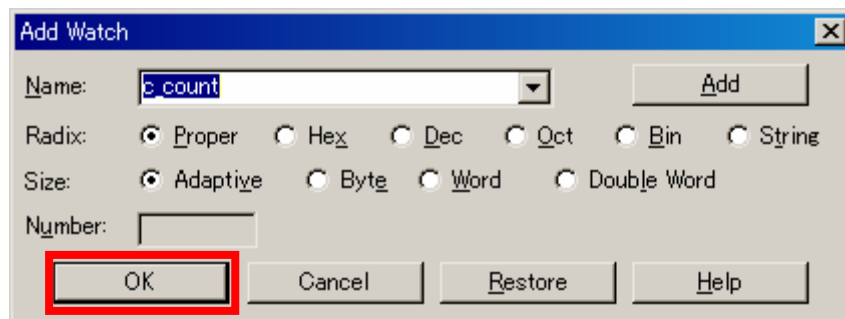 Add Watch
Name: c_count Add
Radix: Proper Hex Dec Oct Bin String
Size: Adaptive Byte Word Double Word
Number:
OK Cancel Restore Help